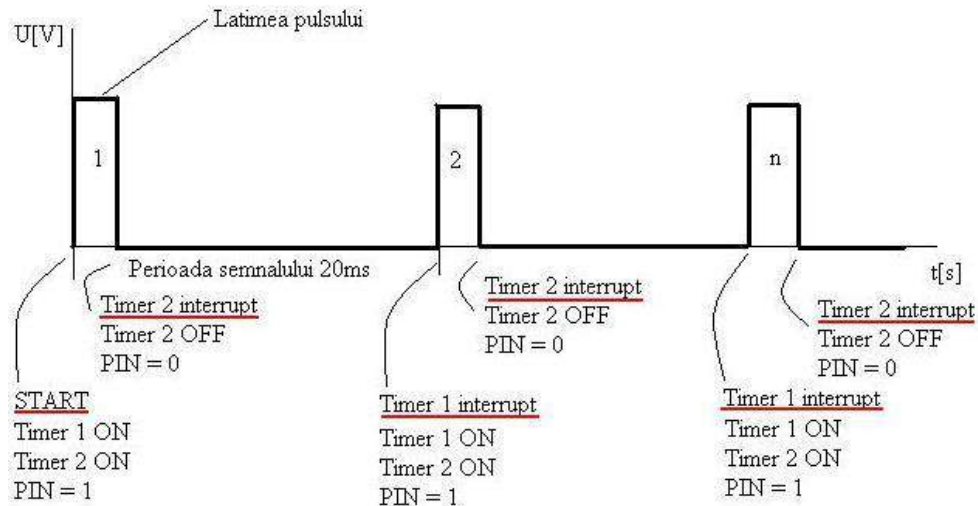 Latimea pulsului
U[V]
1
2
n
Perioada semnalului 20ms
t[s]
Timer 2 interrupt
Timer 2 OFF
PIN = 0
Timer 2 interrupt
Timer 2 OFF
PIN = 0
Timer 2 interrupt
Timer 2 OFF
PIN = 0
START
Timer 1 ON
Timer 2 ON
PIN = 1
Timer 1 interrupt
Timer 1 ON
Timer 2 ON
PIN = 1
Timer 1 interrupt
Timer 1 ON
Timer 2 ON
PIN = 1